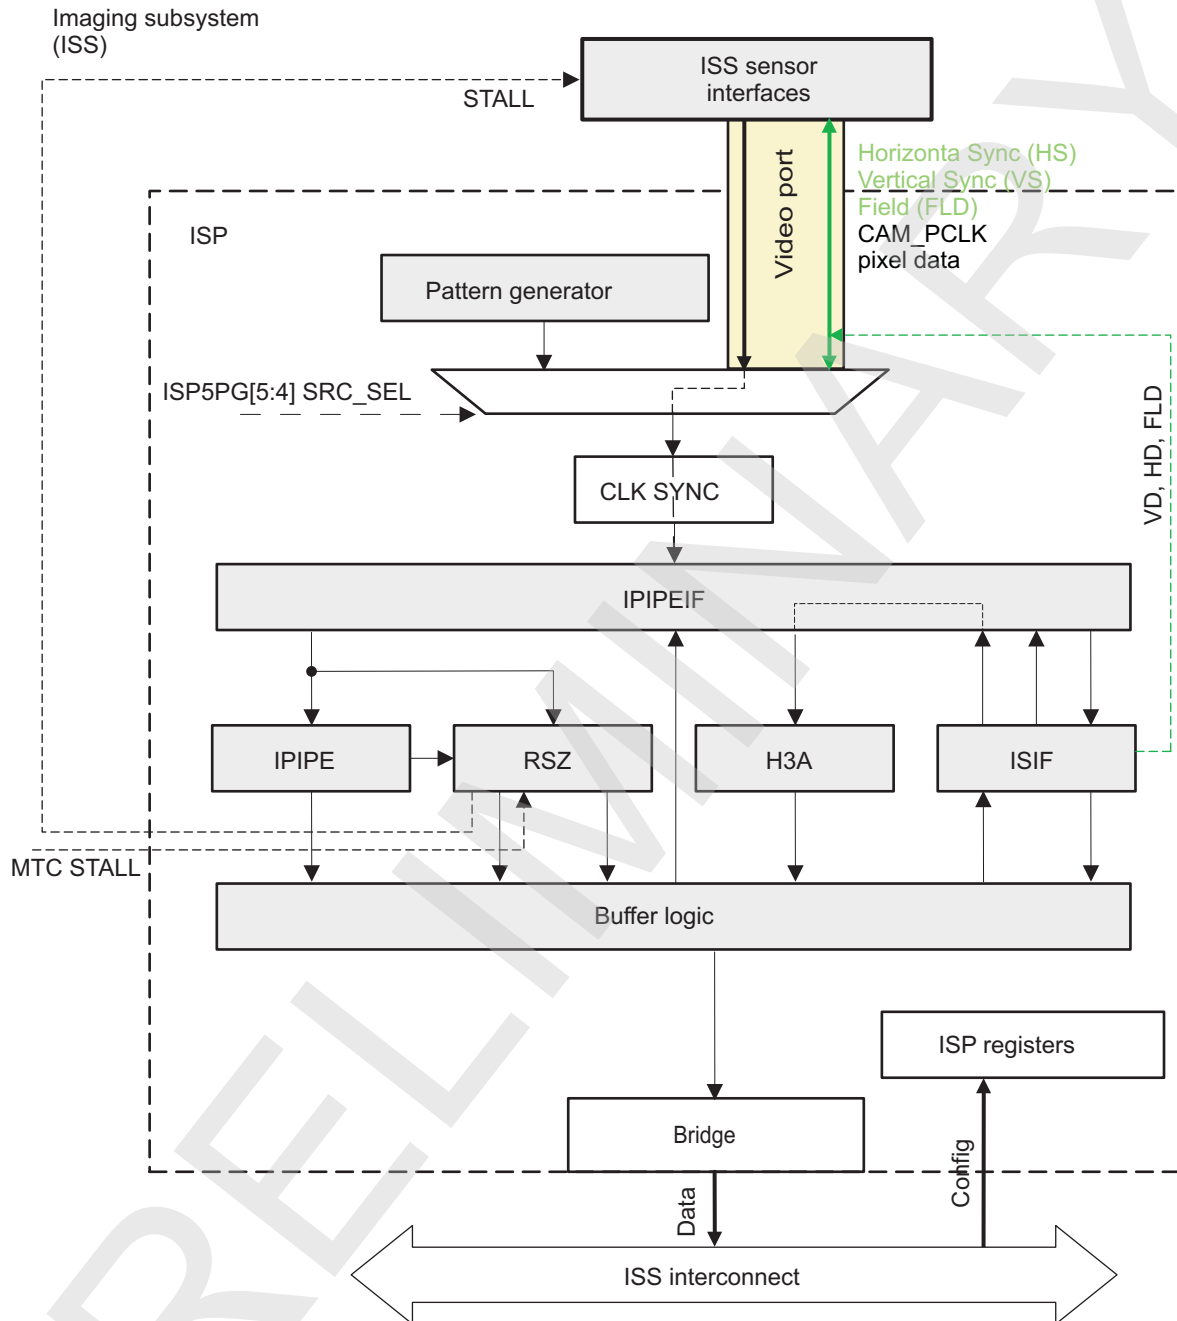 Imaging subsystem
(ISS)
ISS sensor
interfaces
STALL
Video port
Horizonta Sync (HS)
Vertical Sync (VS)
Field (FLD)
CAM_PCLK
pixel data
ISP
Pattern generator
ISP5PG[5:4] SRC_SEL
CLK SYNC
VD, HD, FLD
IPIPEIF
IPIPE
RSZ
H3A
ISIF
MTC STALL
Buffer logic
ISP registers
Bridge
Config
Data
ISS interconnect
RELIMINARY